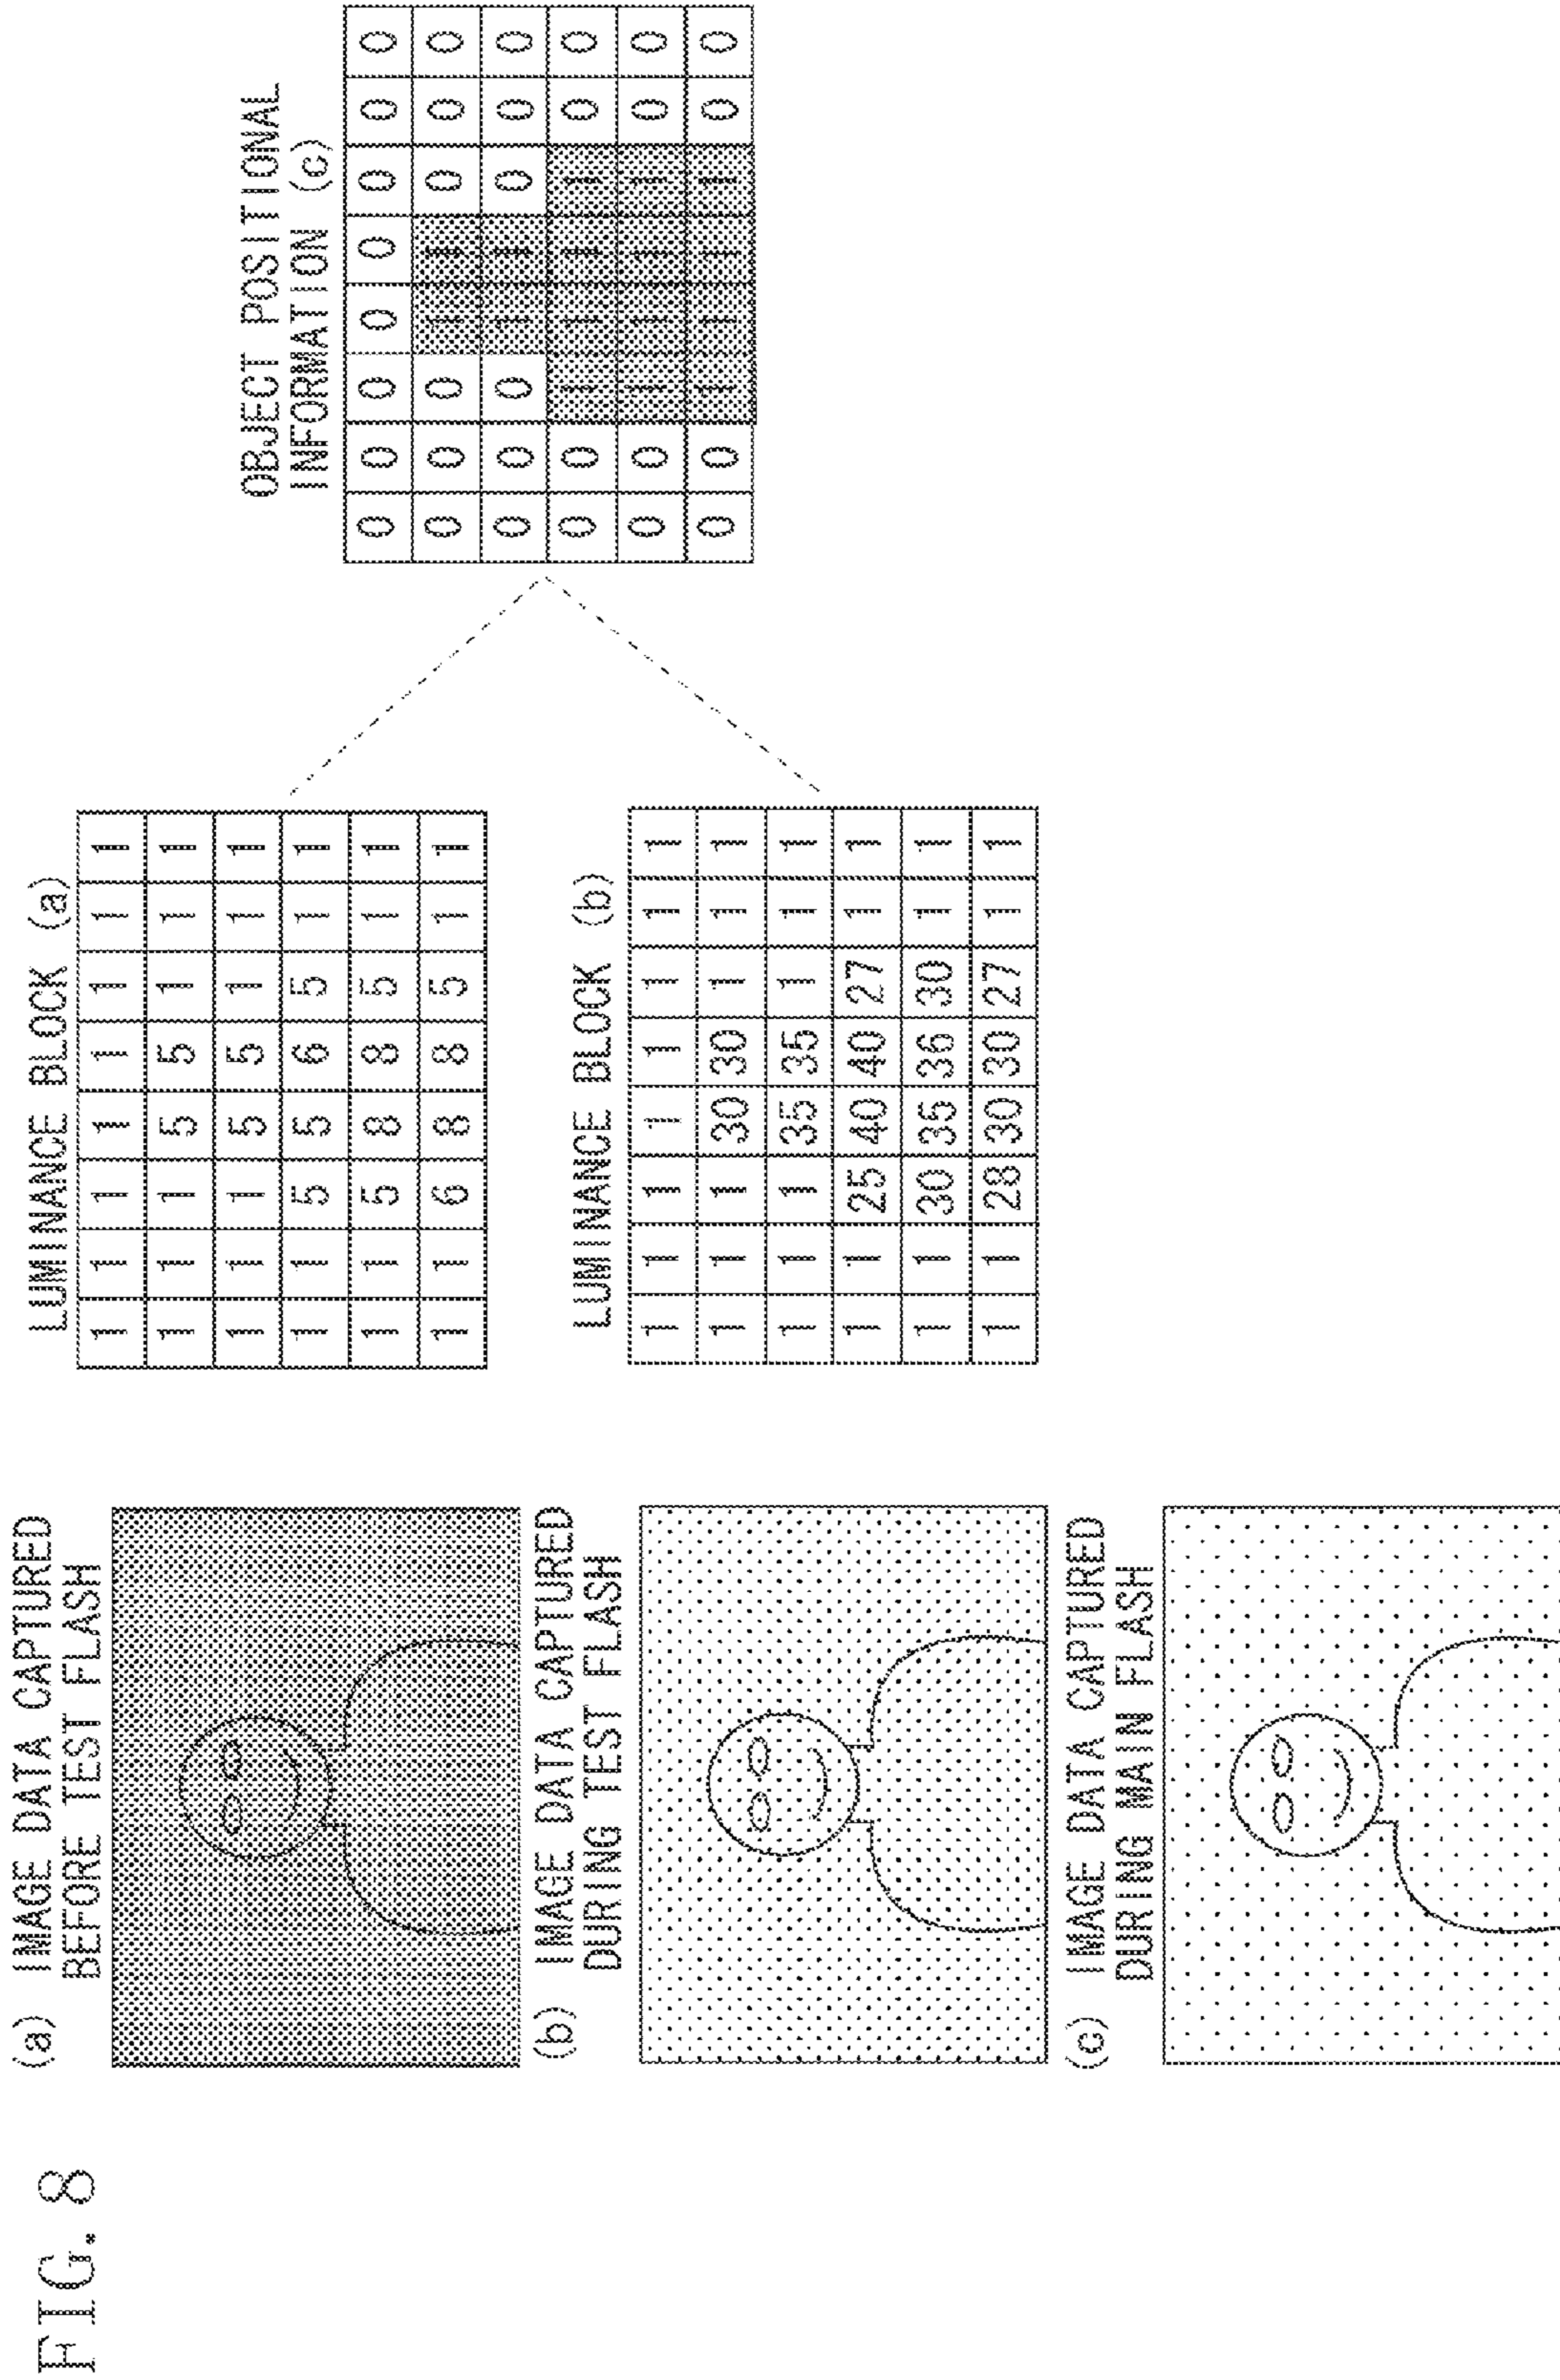 FIG. 8
(a) IMAGE DATA CAPTURED
BEFORE TEST FLASH
(b) IMAGE DATA CAPTURED
DURING TEST FLASH
(c) IMAGE DATA CAPTURED
DURING MAIN FLASH
LUMINANCE BLOCK (a)
1 1 1 1 1 1 1 1
1 1 1 5 5 1 1 1
1 1 1 5 5 1 1 1
1 1 5 5 6 5 1 1
1 1 5 8 8 5 1 1
1 1 6 8 8 5 1 1
LUMINANCE BLOCK (b)
1 1 1 1 1 1 1 1
1 1 1 30 30 1 1 1
1 1 1 35 35 1 1 1
1 1 25 40 40 27 1 1
1 1 30 35 36 30 1 1
1 1 28 30 30 27 1 1
OBJECT POSITIONAL
INFORMATION (c)
0 0 0 0 0 0 0 0
0 0 0 1 1 0 0 0
0 0 0 1 1 0 0 0
0 0 1 1 1 1 0 0
0 0 1 1 1 1 0 0
0 0 1 1 1 1 0 0